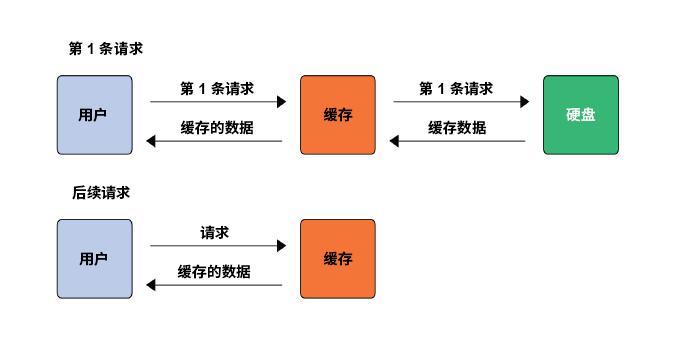 第 1 条请求
第 1 条请求
第 1 条请求
用户
缓存
硬盘
缓存的数据
缓存数据
后续请求
请求
用户
缓存
缓存的数据